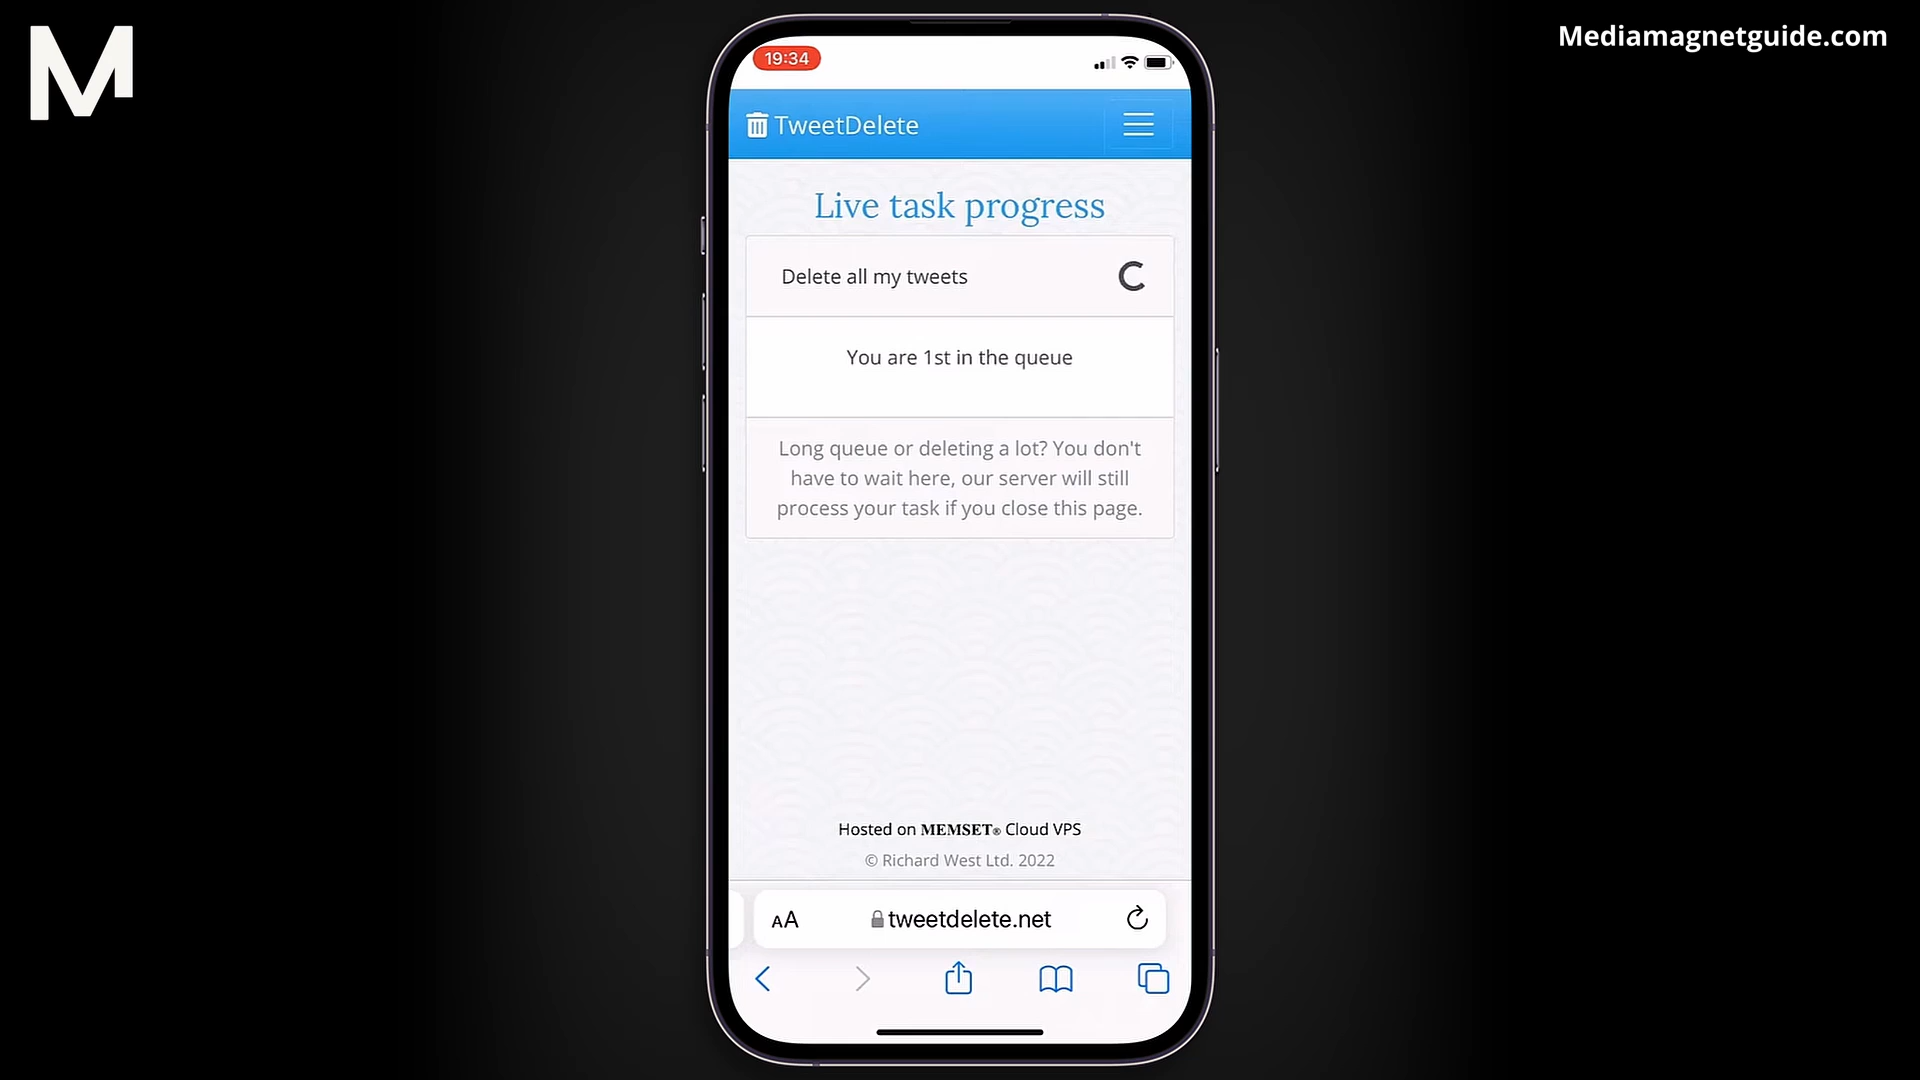 M
Mediamagnetguide.com
19:34
TweetDelete
Live task progress
Delete all my tweets
You are 1st in the queue
Long queue or deleting a lot? You don't
have to wait here, our server will still
process your task if you close this page.
Hosted on MEMSET® Cloud VPS
© Richard West Ltd. 2022
AA
tweetdelete.net